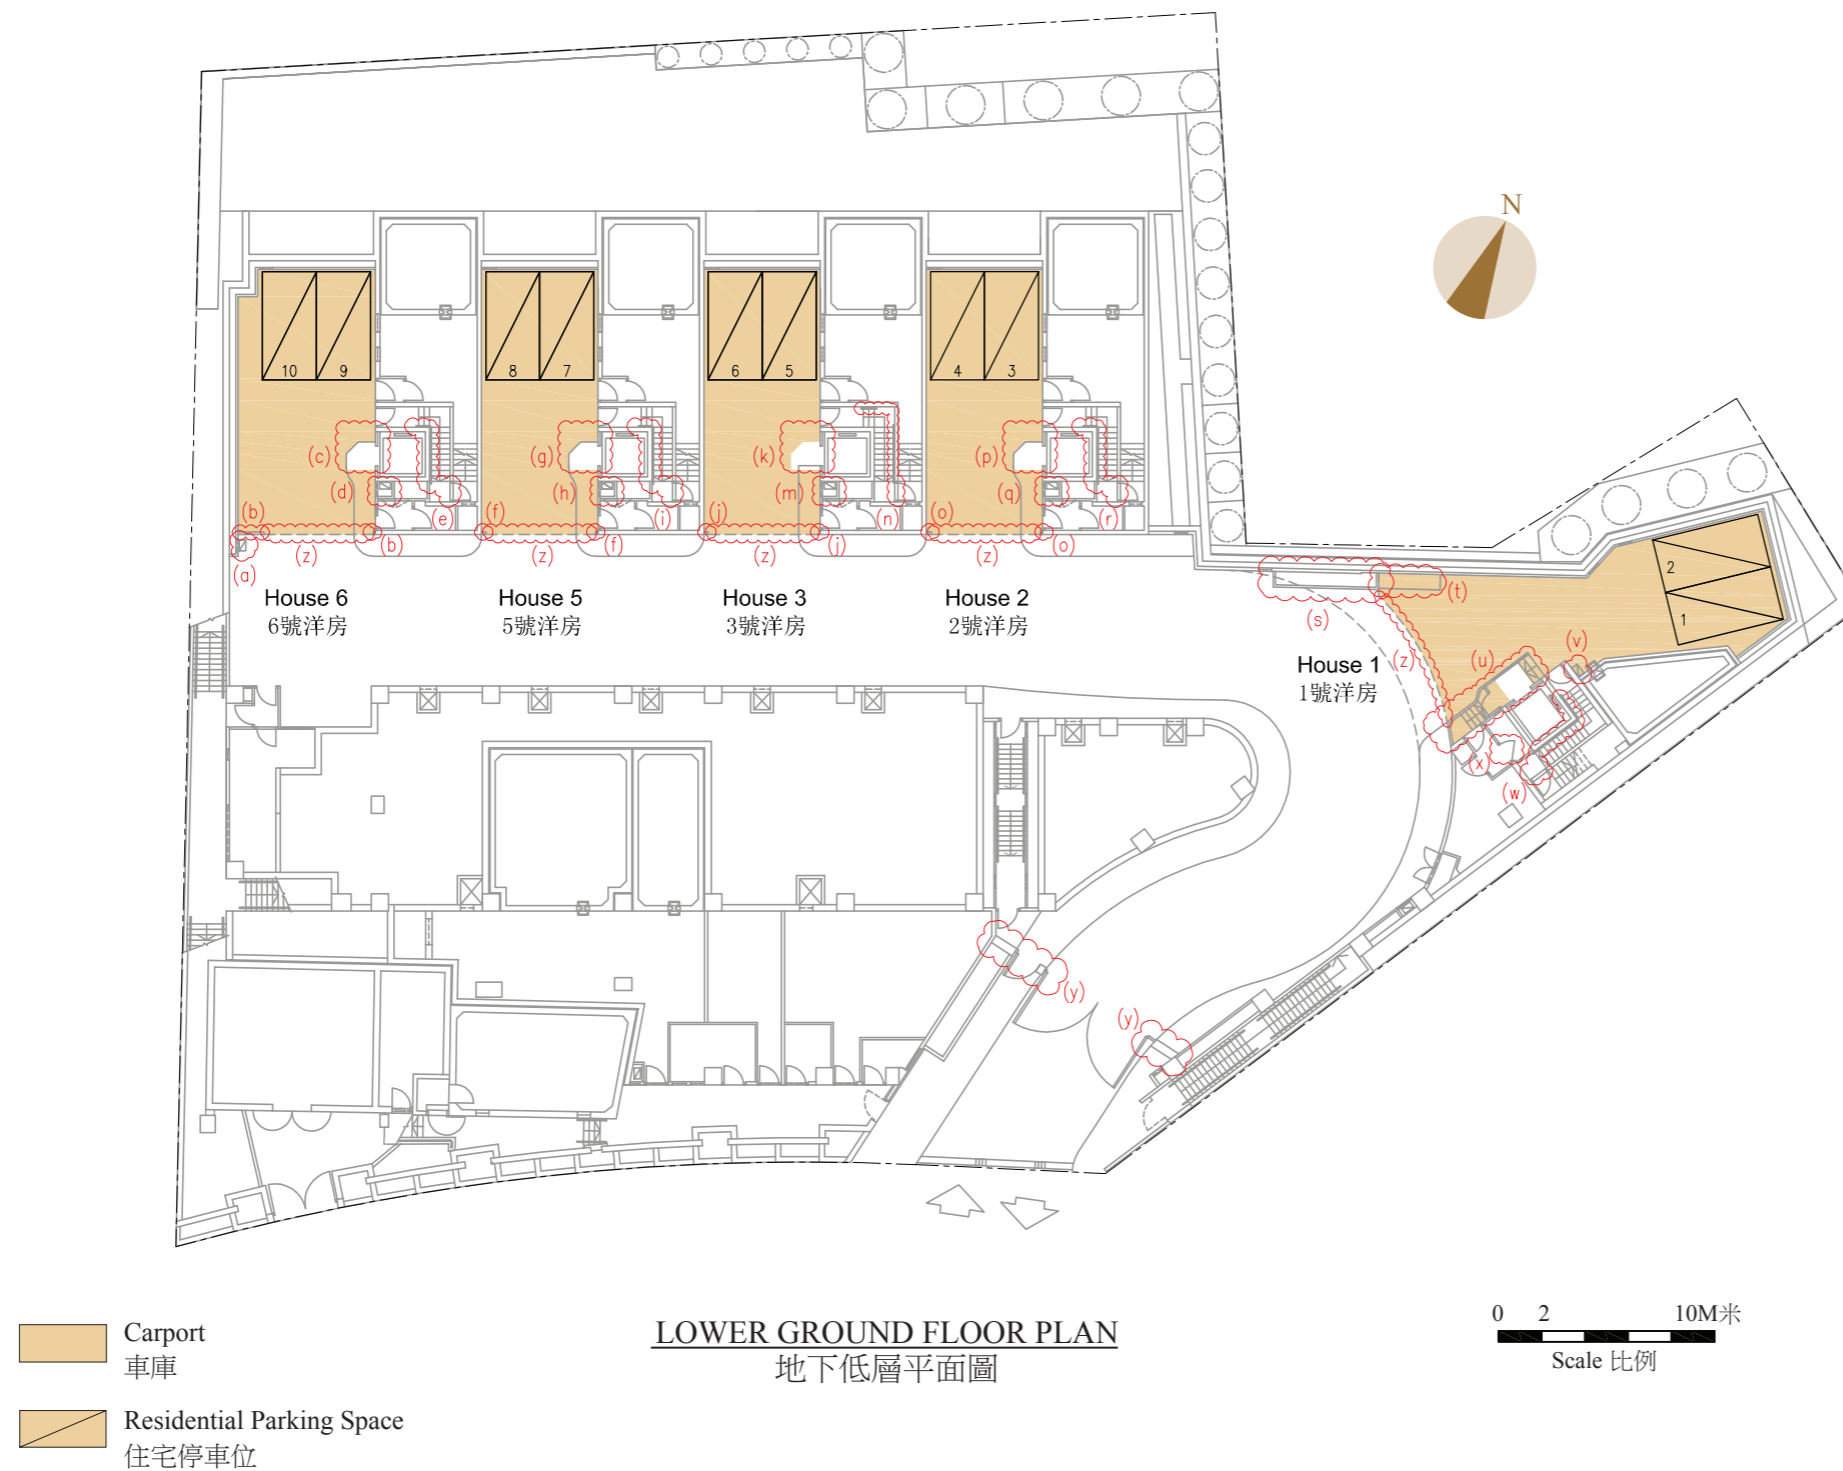 N
10 9
8 7
6 5
4 3
2
1
(c)
(g)
(k)
(p)
(d)
(h)
(m)
(q)
(e)
(i)
(n)
(r)
(b)
(f)
(j)
(o)
(z)
(b)
(z)
(f)
(z)
(j)
(z)
(o)
(a)
(t)
(s)
(z)
(u)
(v)
(x)
(w)
(y)
(y)
House 6
6號洋房
House 5
5號洋房
House 3
3號洋房
House 2
2號洋房
House 1
1號洋房
Carport
車庫
Residential Parking Space
住宅停車位
LOWER GROUND FLOOR PLAN
地下低層平面圖
0 2 10M米
Scale 比例